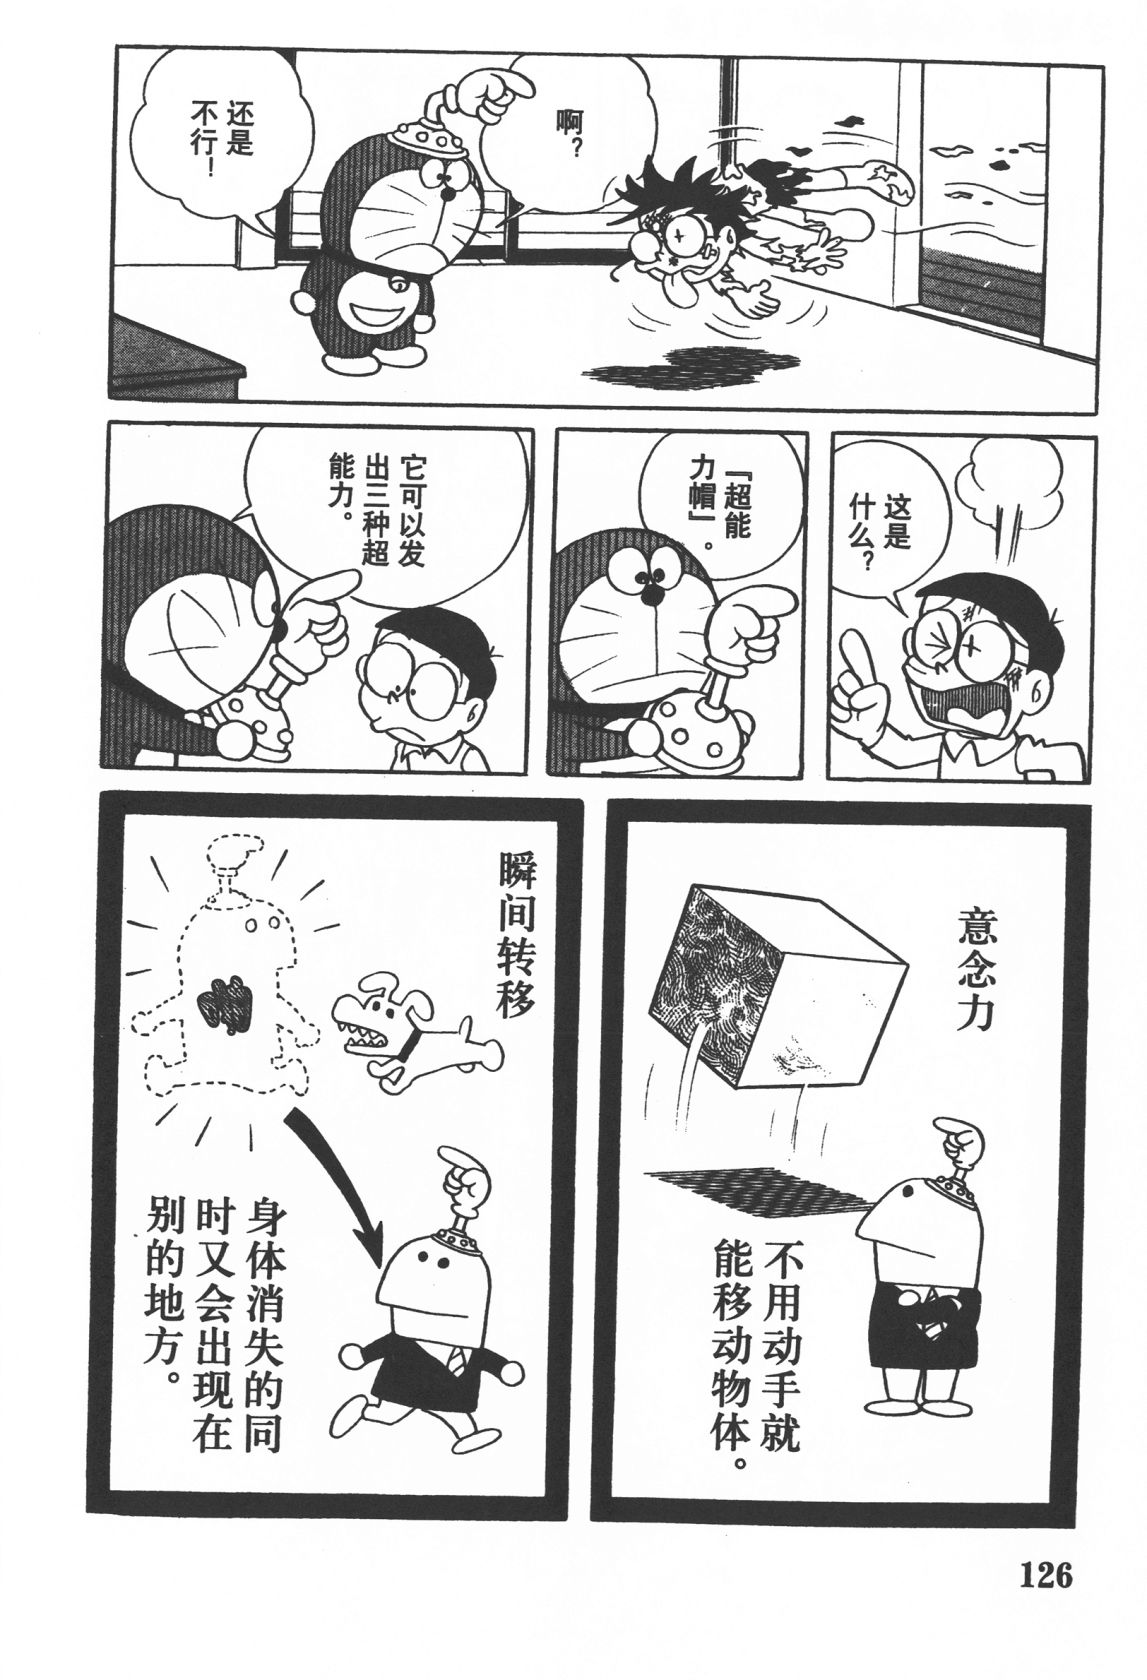 啊？
还是
不行！
这是
什么？
『超能
力帽』。
它可以发
出三种超
能力。
意念力
不用动手就
能移动物体。
瞬间转移
身体消失的同
时又会出现在
别的地方。
126